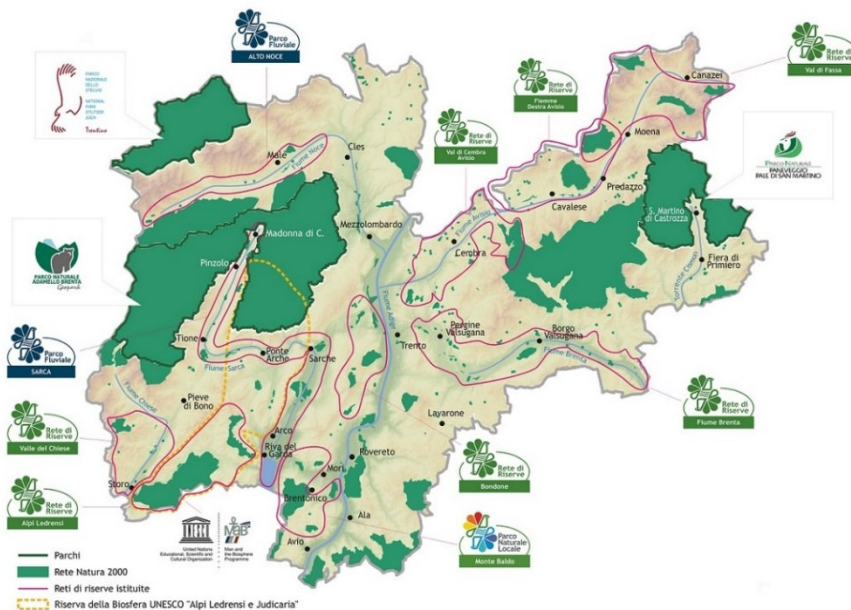 Parco
Fluviale
ALTO NOCE
Rete di
Riserve
Val di Fassa
PARCO
NAZIONALE
DELLO
STELVIO
NATIONAL
PARK
STILFSER
JOCH
Trentino
Rete di
Riserve
Fiemme
Destra Avisio
Canazei
Rete di
Riserve
Val di Cembra
Avisio
Moena
PARCO NATURALE
PANEVEGGIO
PALE DI SAN MARTINO
Malè
Fiume Noce
Cles
Predazzo
Cavalese
S. Martino
di Castrozza
Madonna di C.
Mezzolombardo
Fiume Avisio
Cembra
Pinzolo
Fiera di
Primiero
Torrente Cismon
PARCO NATURALE
ADAMELLO BRENTA
Geopark
Fiume Adige
Pergine
Valsugana
Borgo
Valsugana
Tione
Trento
Ponte
Arche
Sarche
Fiume Brenta
Parco
Fluviale
SARCA
Fiume Sarca
Fiume Chiese
Pieve
di Bono
Rete di
Riserve
Fiume Brenta
Lavarone
Rete di
Riserve
Valle del Chiese
Arco
Riva del
Garda
Rovereto
Mori
Rete di
Riserve
Bondone
Storo
Brentonico
Rete di
Riserve
Alpi Ledrensi
Ala
United Nations
Educational, Scientific and
Cultural Organization
MAB
Man and
the Biosphere
Programme
Avio
Parco
Naturale
Locale
Monte Baldo
Parchi
Rete Natura 2000
Reti di riserve istituite
Riserva della Biosfera UNESCO "Alpi Ledrensi e Judicaria"